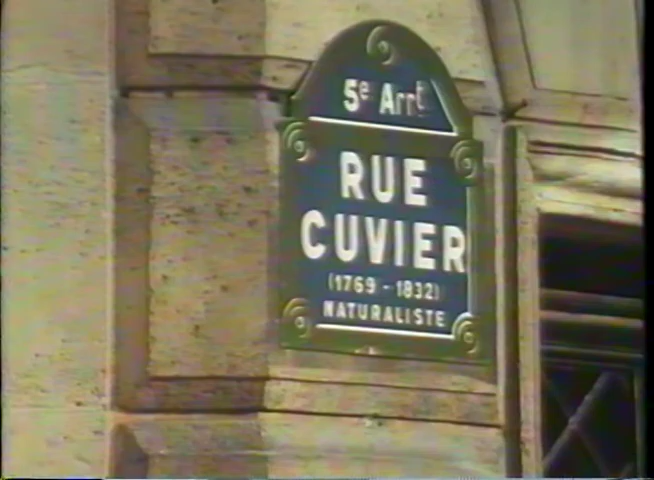 5e Arrt
RUE
CUVIER
(1769 - 1832)
NATURALISTE